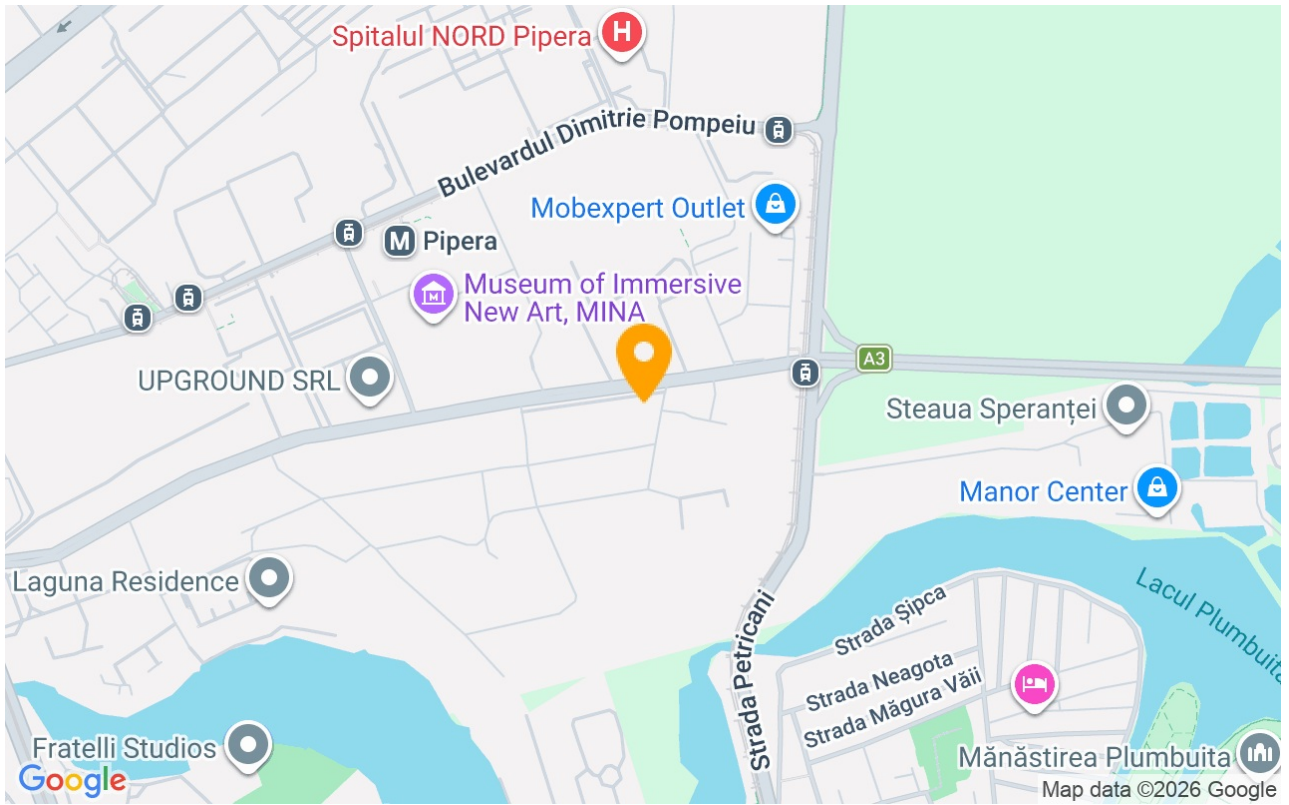 Spitalul NORD Pipera
H
Bulevardul Dimitrie Pompeiu
Mobexpert Outlet
M
Pipera
Museum of Immersive
New Art, MINA
UPGROUND SRL
A3
Steaua Speranței
Manor Center
Laguna Residence
Lacul Plumbuita
Strada Șipca
Strada Neagota
Strada Măgura Văii
Strada Petricani
Fratelli Studios
Mănăstirea Plumbuita
Google
Map data ©2026 Google